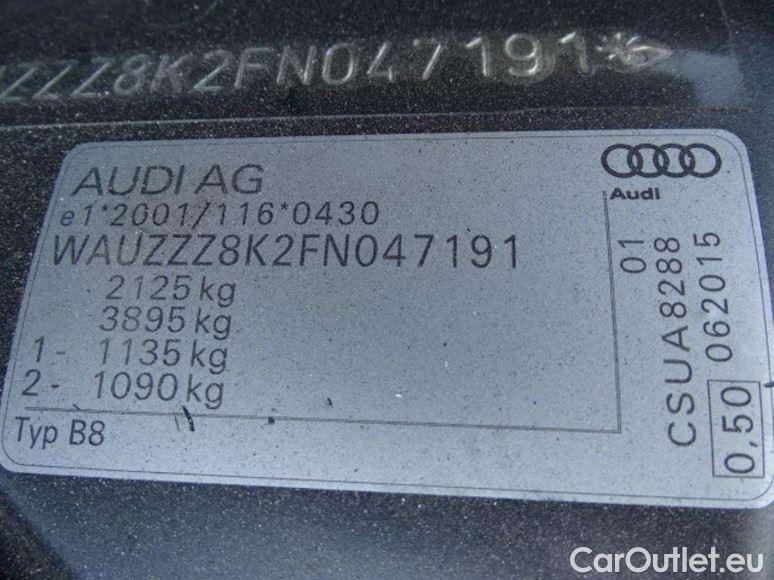 ZZZ8K2FN047191*
AUDI AG
Audi
e1*2001/116*0430
WAUZZZ8K2FN047191
2125 kg
3895 kg
1- 1135 kg
2- 1090 kg
Typ B8
01
CSUA8288
062015
0,50
CarOutlet.eu